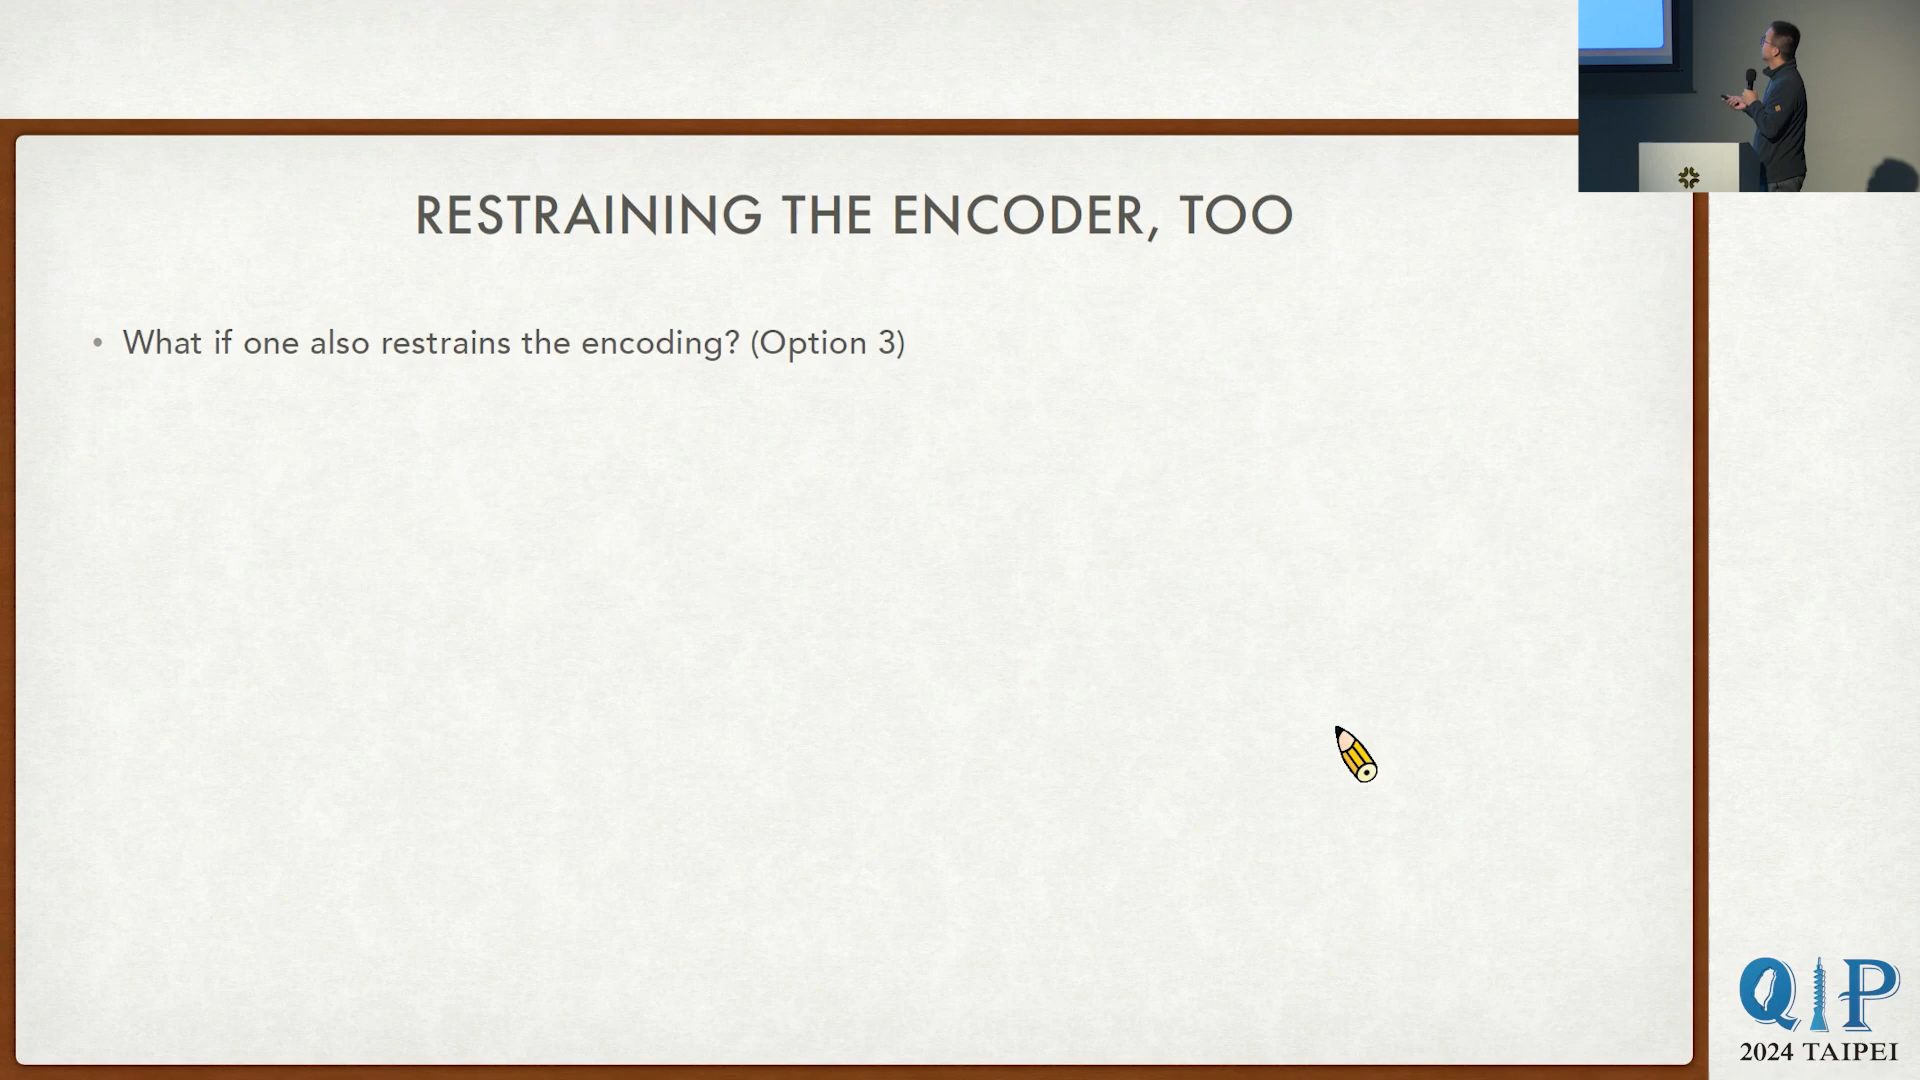 RESTRAINING THE ENCODER, TOO
• What if one also restrains the encoding? (Option 3)
QIP
2024 TAIPEI